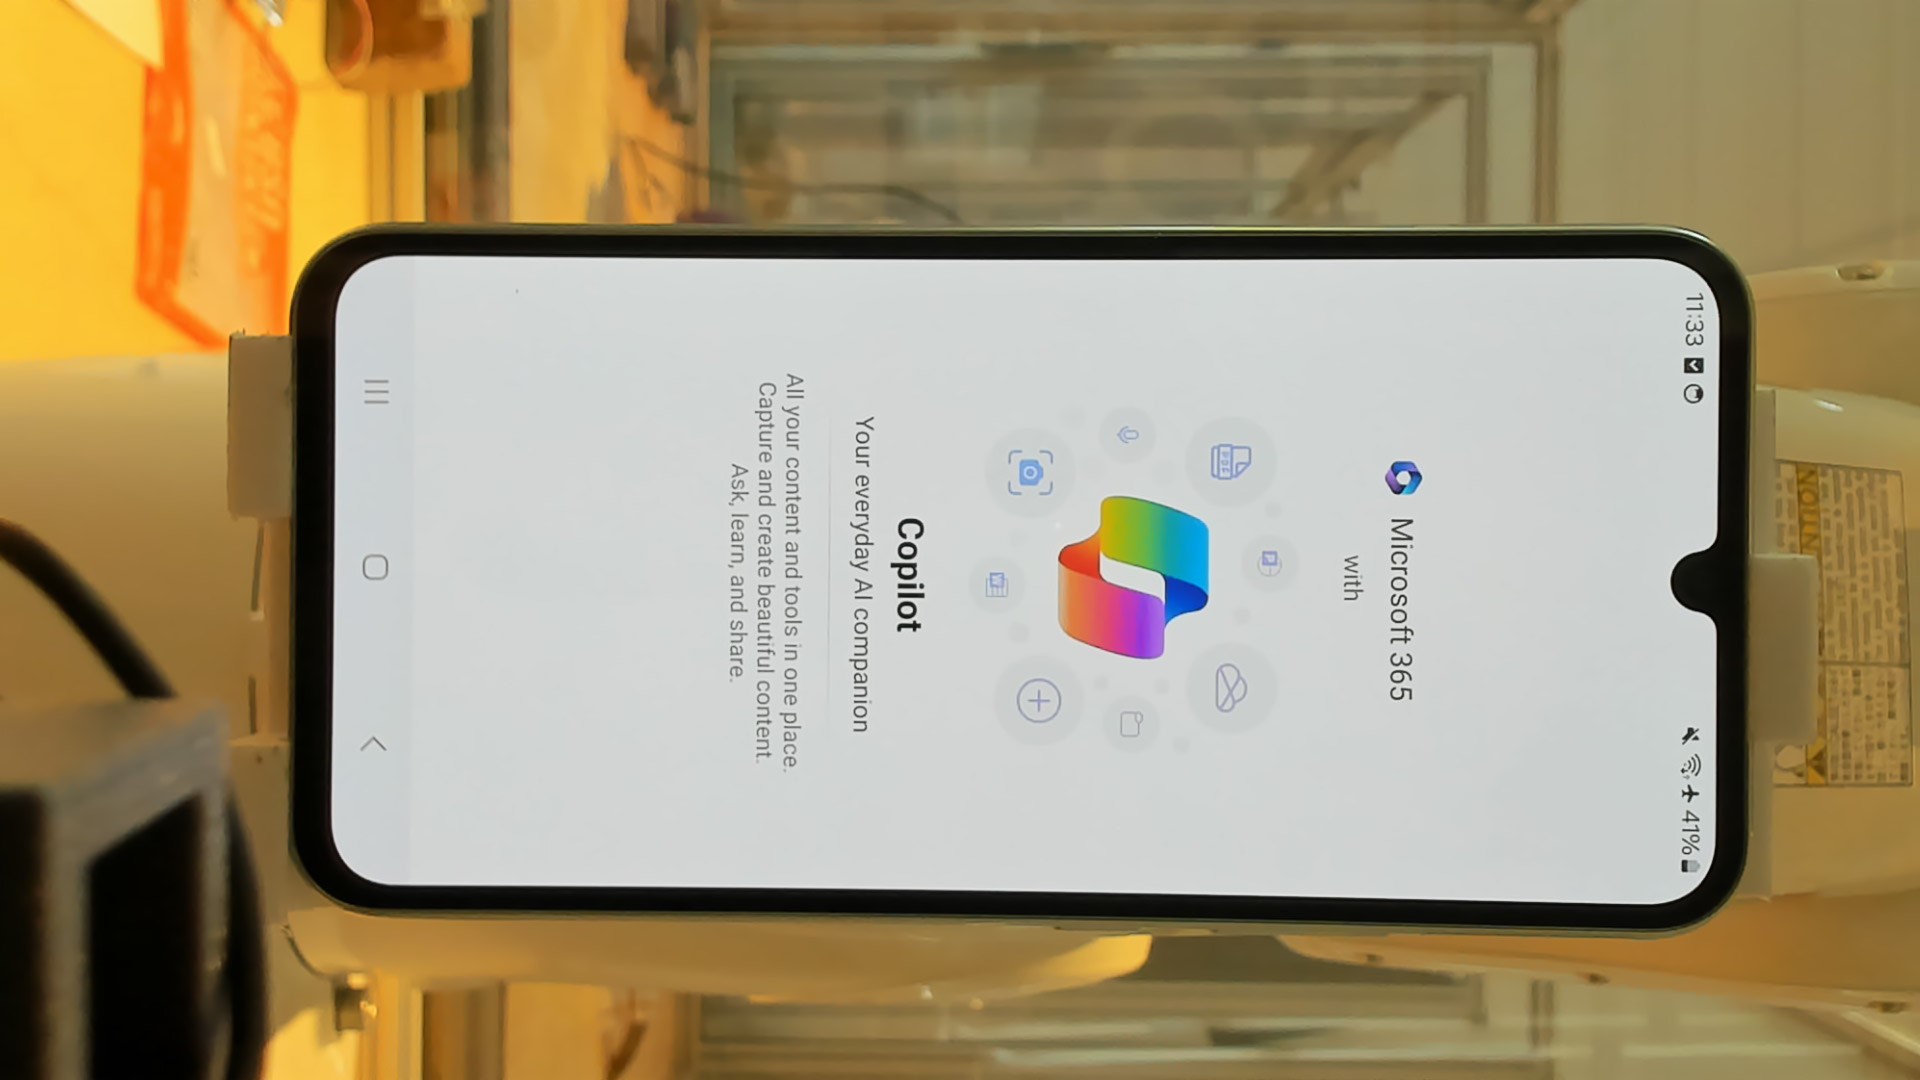 11:33
41%
Microsoft 365
with
PDF
Copilot
Your everyday AI companion
All your content and tools in one place.
Capture and create beautiful content.
Ask, learn, and share.